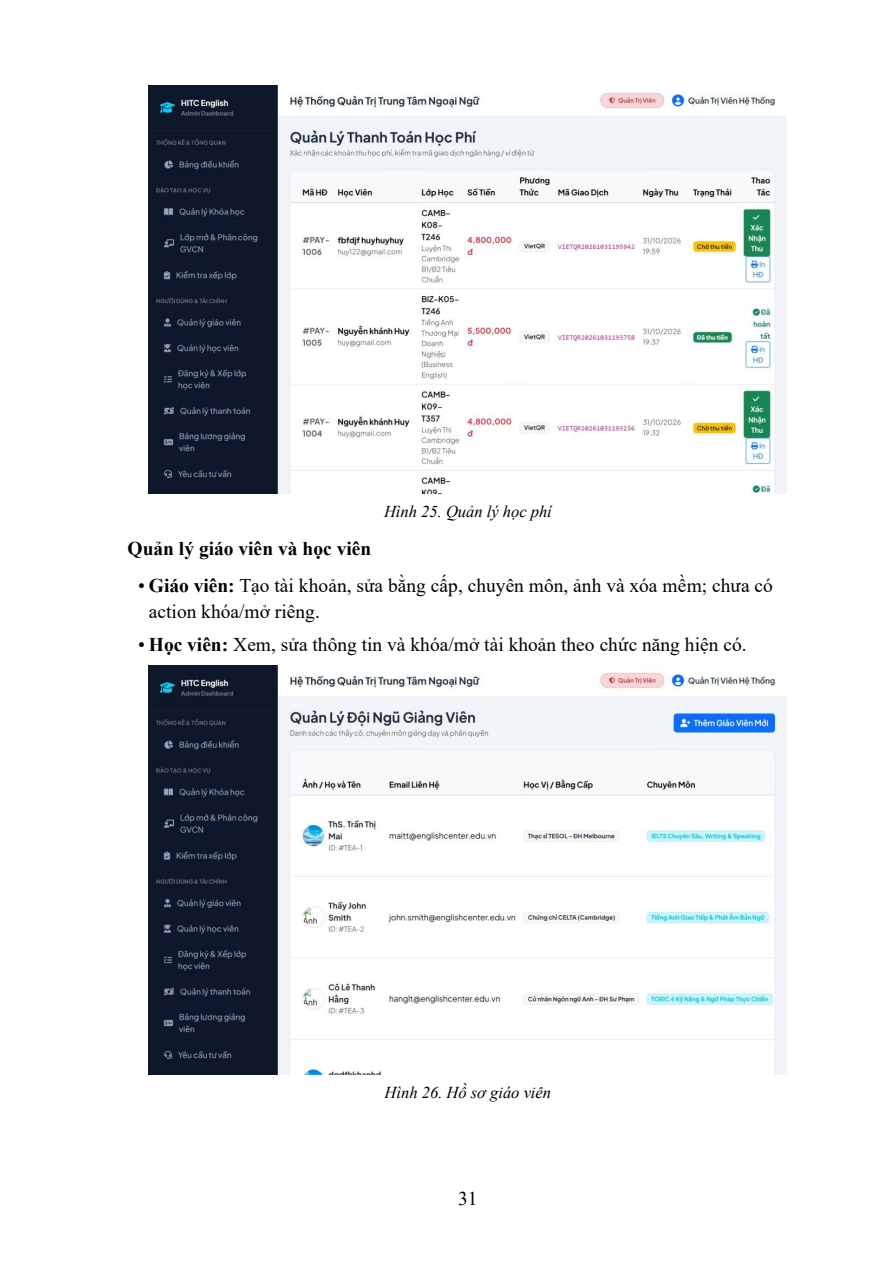 HITC English
Admin Dashboard
Hệ Thống Quản Trị Trung Tâm Ngoại Ngữ
Quản Trị Viên
Quản Trị Viên Hệ Thống
THỐNG KÊ & TỔNG QUAN
Bảng điều khiển
ĐÀO TẠO & HỌC VỤ
Quản lý Khóa học
Lớp mở & Phân công
GVCN
Kiểm tra xếp lớp
NGƯỜI DÙNG & TÀI CHÍNH
Quản lý giáo viên
Quản lý học viên
Đăng ký & Xếp lớp
học viên
Quản lý thanh toán
Bảng lương giảng
viên
Yêu cầu tư vấn
Quản Lý Thanh Toán Học Phí
Xác nhận các khoản thu học phí, kiểm tra mã giao dịch ngân hàng / ví điện tử
Mã HĐ Học Viên Lớp Học Số Tiền Phương Thức Mã Giao Dịch Ngày Thu Trạng Thái Thao Tác
#PAY-
1006
fbfdjf huyhuyhuy
huy122@gmail.com
CAMB-
K08-
T246
Luyện Thi
Cambridge
B1/B2 Tiêu
Chuẩn
4,800,000
đ
VietQR
VIETQR20261031195942
31/10/2026
19:59
Chờ thu tiền
Xác
Nhận
Thu
In
HĐ
#PAY-
1005
Nguyễn khánh Huy
huy@gmail.com
BIZ-K05-
T246
Tiếng Anh
Thương Mại
Doanh
Nghiệp
(Business
English)
5,500,000
đ
VietQR
VIETQR20261031193758
31/10/2026
19:37
Đã thu tiền
Đã
hoàn
tất
In
HĐ
#PAY-
1004
Nguyễn khánh Huy
huy@gmail.com
CAMB-
K09-
T357
Luyện Thi
Cambridge
B1/B2 Tiêu
Chuẩn
4,800,000
đ
VietQR
VIETQR20261031193236
31/10/2026
19:32
Chờ thu tiền
Xác
Nhận
Thu
In
HĐ
CAMB-
K09-
Đã
Hình 25. Quản lý học phí
Quản lý giáo viên và học viên
• Giáo viên: Tạo tài khoản, sửa bằng cấp, chuyên môn, ảnh và xóa mềm; chưa có
action khóa/mở riêng.
• Học viên: Xem, sửa thông tin và khóa/mở tài khoản theo chức năng hiện có.
HITC English
Admin Dashboard
Hệ Thống Quản Trị Trung Tâm Ngoại Ngữ
Quản Trị Viên
Quản Trị Viên Hệ Thống
THỐNG KÊ & TỔNG QUAN
Bảng điều khiển
ĐÀO TẠO & HỌC VỤ
Quản lý Khóa học
Lớp mở & Phân công
GVCN
Kiểm tra xếp lớp
NGƯỜI DÙNG & TÀI CHÍNH
Quản lý giáo viên
Quản lý học viên
Đăng ký & Xếp lớp
học viên
Quản lý thanh toán
Bảng lương giảng
viên
Yêu cầu tư vấn
Quản Lý Đội Ngũ Giảng Viên
Danh sách các thầy cô, chuyên môn giảng dạy và phân quyền
Thêm Giáo Viên Mới
Ảnh / Họ và Tên Email Liên Hệ Học Vị / Bằng Cấp Chuyên Môn
ThS. Trần Thị
Mai
ID: #TEA-1
maitt@englishcenter.edu.vn
Thạc sĩ TESOL - ĐH Melbourne
IELTS Chuyên Sâu, Writing & Speaking
Ảnh
Thầy John
Smith
ID: #TEA-2
john.smith@englishcenter.edu.vn
Chứng chỉ CELTA (Cambridge)
Tiếng Anh Giao Tiếp & Phát Âm Bản Ngữ
Ảnh
Cô Lê Thanh
Hằng
ID: #TEA-3
hanglt@englishcenter.edu.vn
Cử nhân Ngôn ngữ Anh - ĐH Sư Phạm
TOEIC 4 Kỹ Năng & Ngữ Pháp Thực Chiến
Hình 26. Hồ sơ giáo viên
31